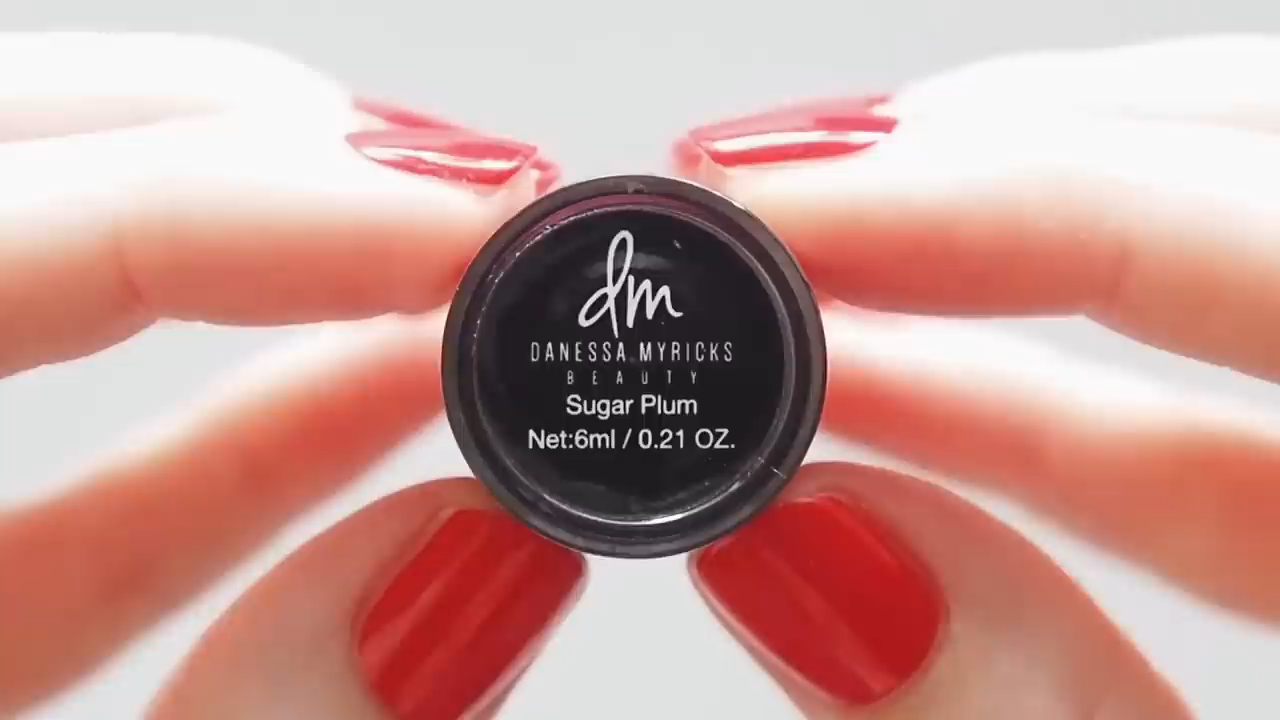 dm
DANESSA MYRICKS
BEAUTY
Sugar Plum
Net:6ml / 0.21 OZ.